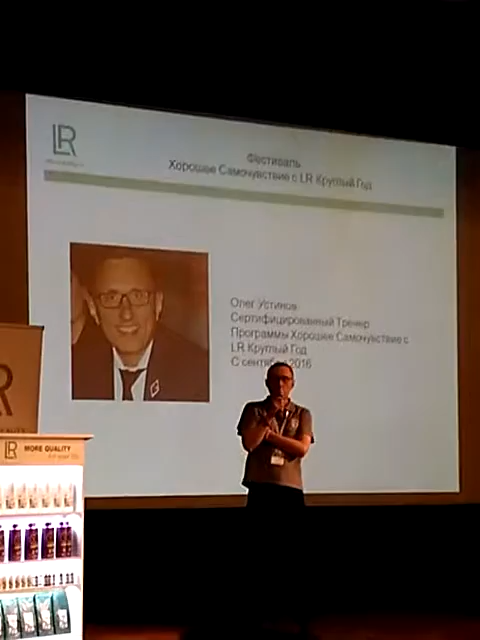 LR
Фестиваль
Хорошее Самочувствие с LR Круглый Год
Олег Устинов
Сертифицированный Тренер
Программы Хорошее Самочувствие с
LR Круглый Год
С сентября 2016
R
LR
MORE QUALITY